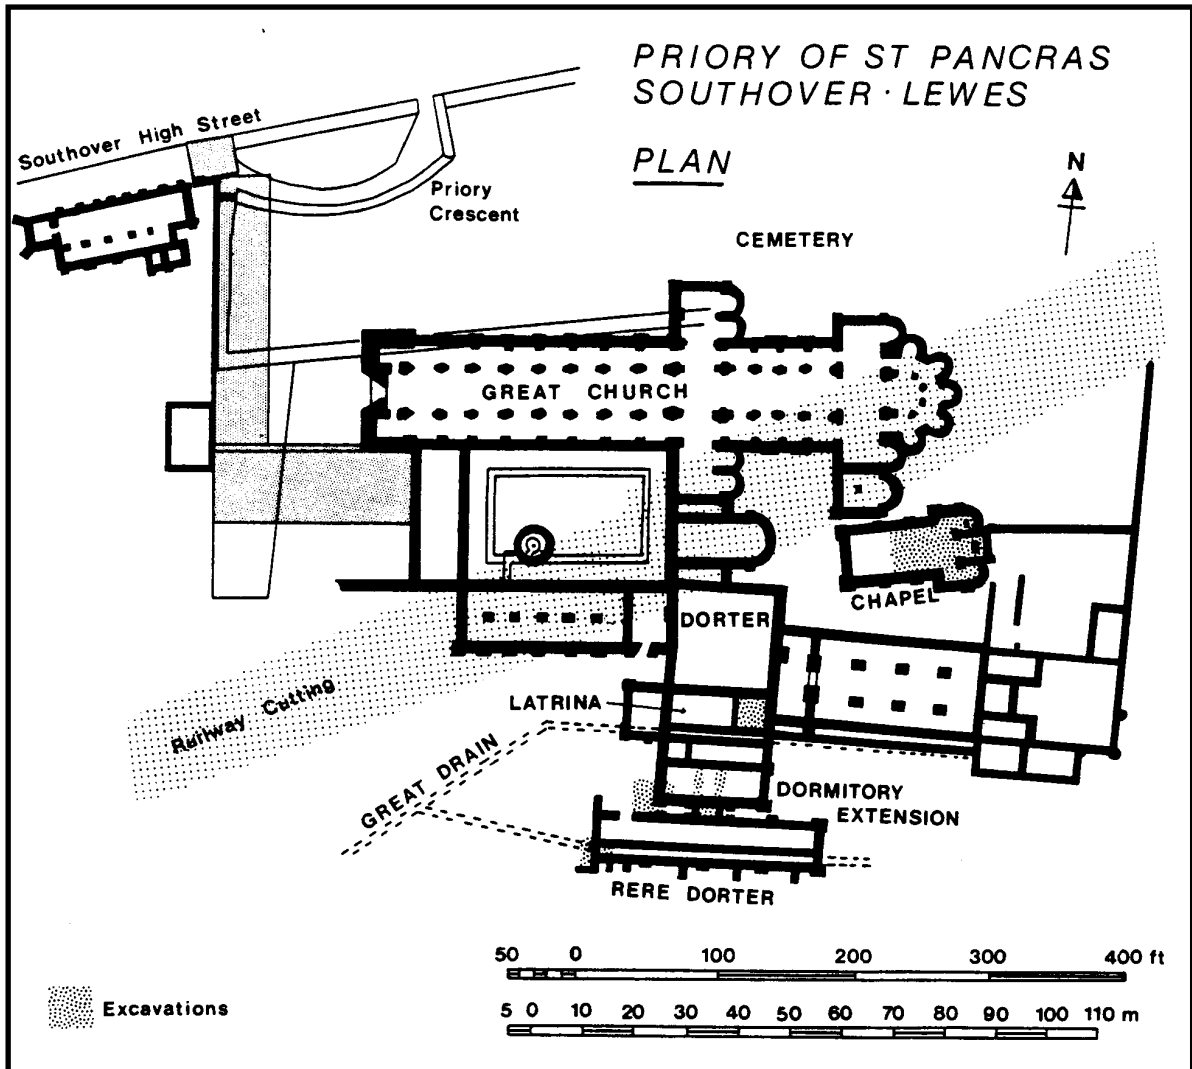 PRIORY OF ST PANCRAS
SOUTHOVER · LEWES
PLAN
N
Southover High Street
Priory
Crescent
CEMETERY
GREAT CHURCH
CHAPEL
DORTER
LATRINA
Railway Cutting
GREAT DRAIN
DORMITORY
EXTENSION
RERE DORTER
50 0 100 200 300 400 ft
Excavations
5 0 10 20 30 40 50 60 70 80 90 100 110 m